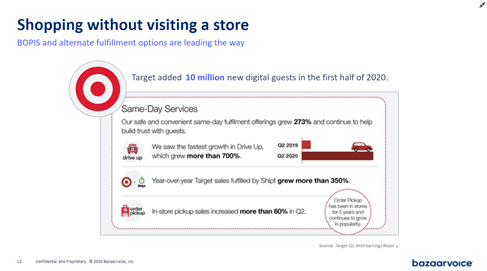 Shopping without visiting a store
BOPIS and alternate fulfillment options are leading the way
Target added 10 million new digital guests in the first half of 2020.
Same-Day Services
Our safe and convenient same-day fulfilment offerings grew 273% and continue to help
build trust with guests.
drive up
We saw the fastest growth in Drive Up,
which grew more than 700%.
Q2 2019
Q2 2020
Shipt
Year-over-year Target sales fulfilled by Shipt grew more than 350%.
order
pickup
In-store pickup sales increased more than 60% in Q2.
Order Pickup
has been in stores
for 5 years and
continues to grow
in popularity.
Source: Target Q2 2020 Earnings Report
12
Confidential and Proprietary. © 2020 Bazaarvoice, Inc.
bazaarvoice